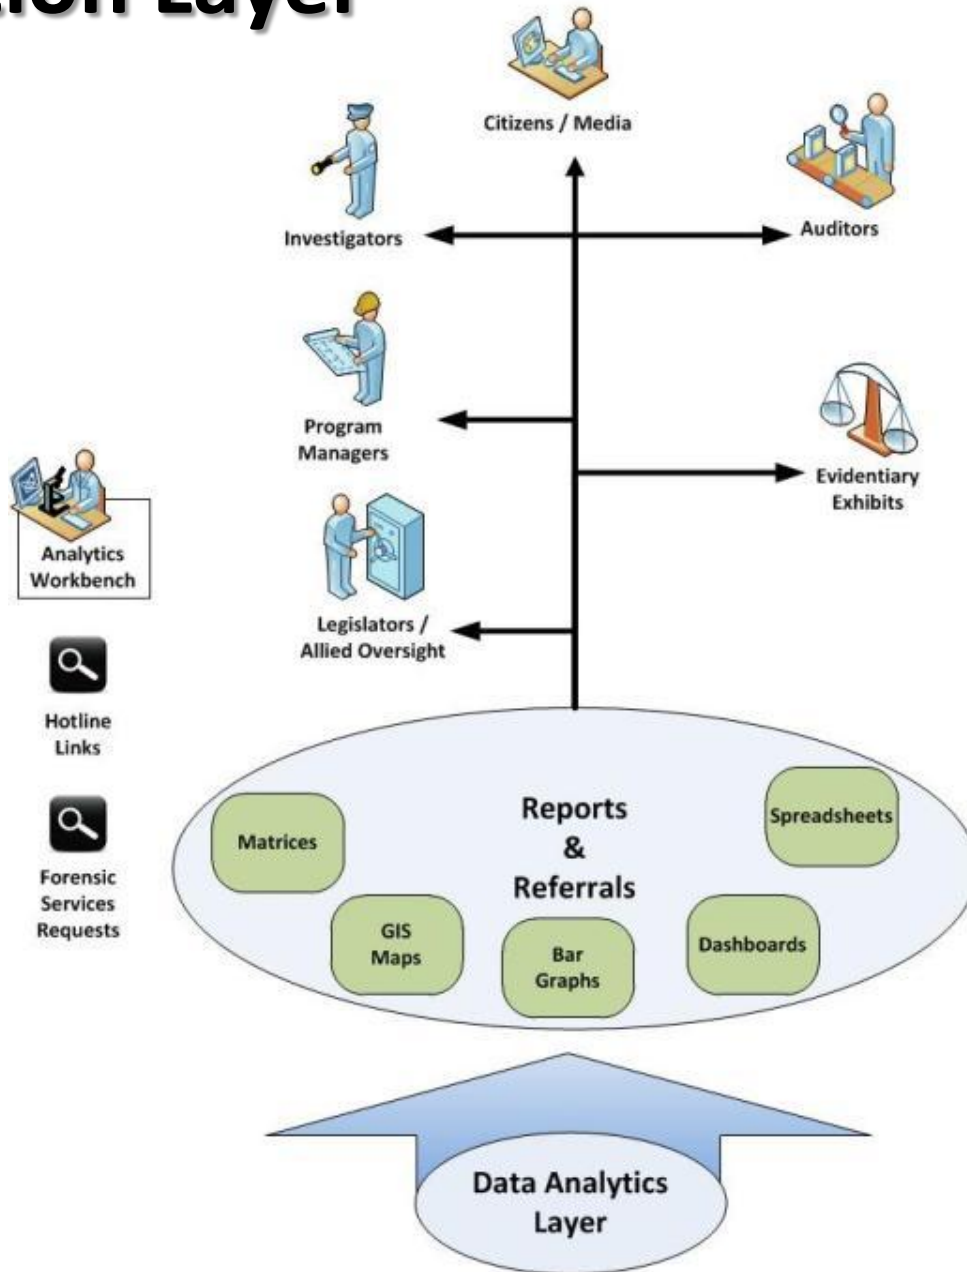 tion Layer
Citizens / Media
Investigators
Auditors
Program
Managers
Evidentiary
Exhibits
Analytics
Workbench
Legislators /
Allied Oversight
Hotline
Links
Forensic
Services
Requests
Reports
&
Referrals
Matrices
Spreadsheets
GIS
Maps
Bar
Graphs
Dashboards
Data Analytics
Layer